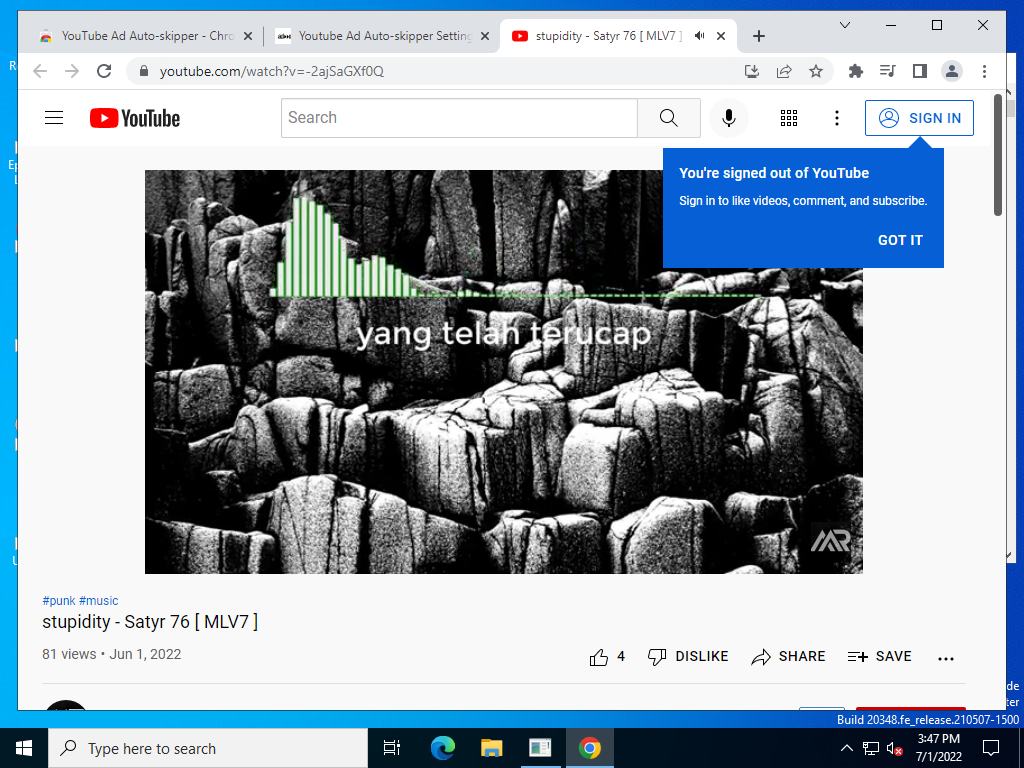 YouTube Ad Auto-skipper - Chro
Youtube Ad Auto-skipper Setting
stupidity - Satyr 76 [ MLV7 ]
youtube.com/watch?v=-2ajSaGXf0Q
YouTube
Search
SIGN IN
You're signed out of YouTube
Sign in to like videos, comment, and subscribe.
GOT IT
yang telah terucap
MR
#punk #music
stupidity - Satyr 76 [ MLV7 ]
81 views • Jun 1, 2022
4
DISLIKE
SHARE
SAVE
Build 20348.fe_release.210507-1500
Type here to search
3:47 PM
7/1/2022